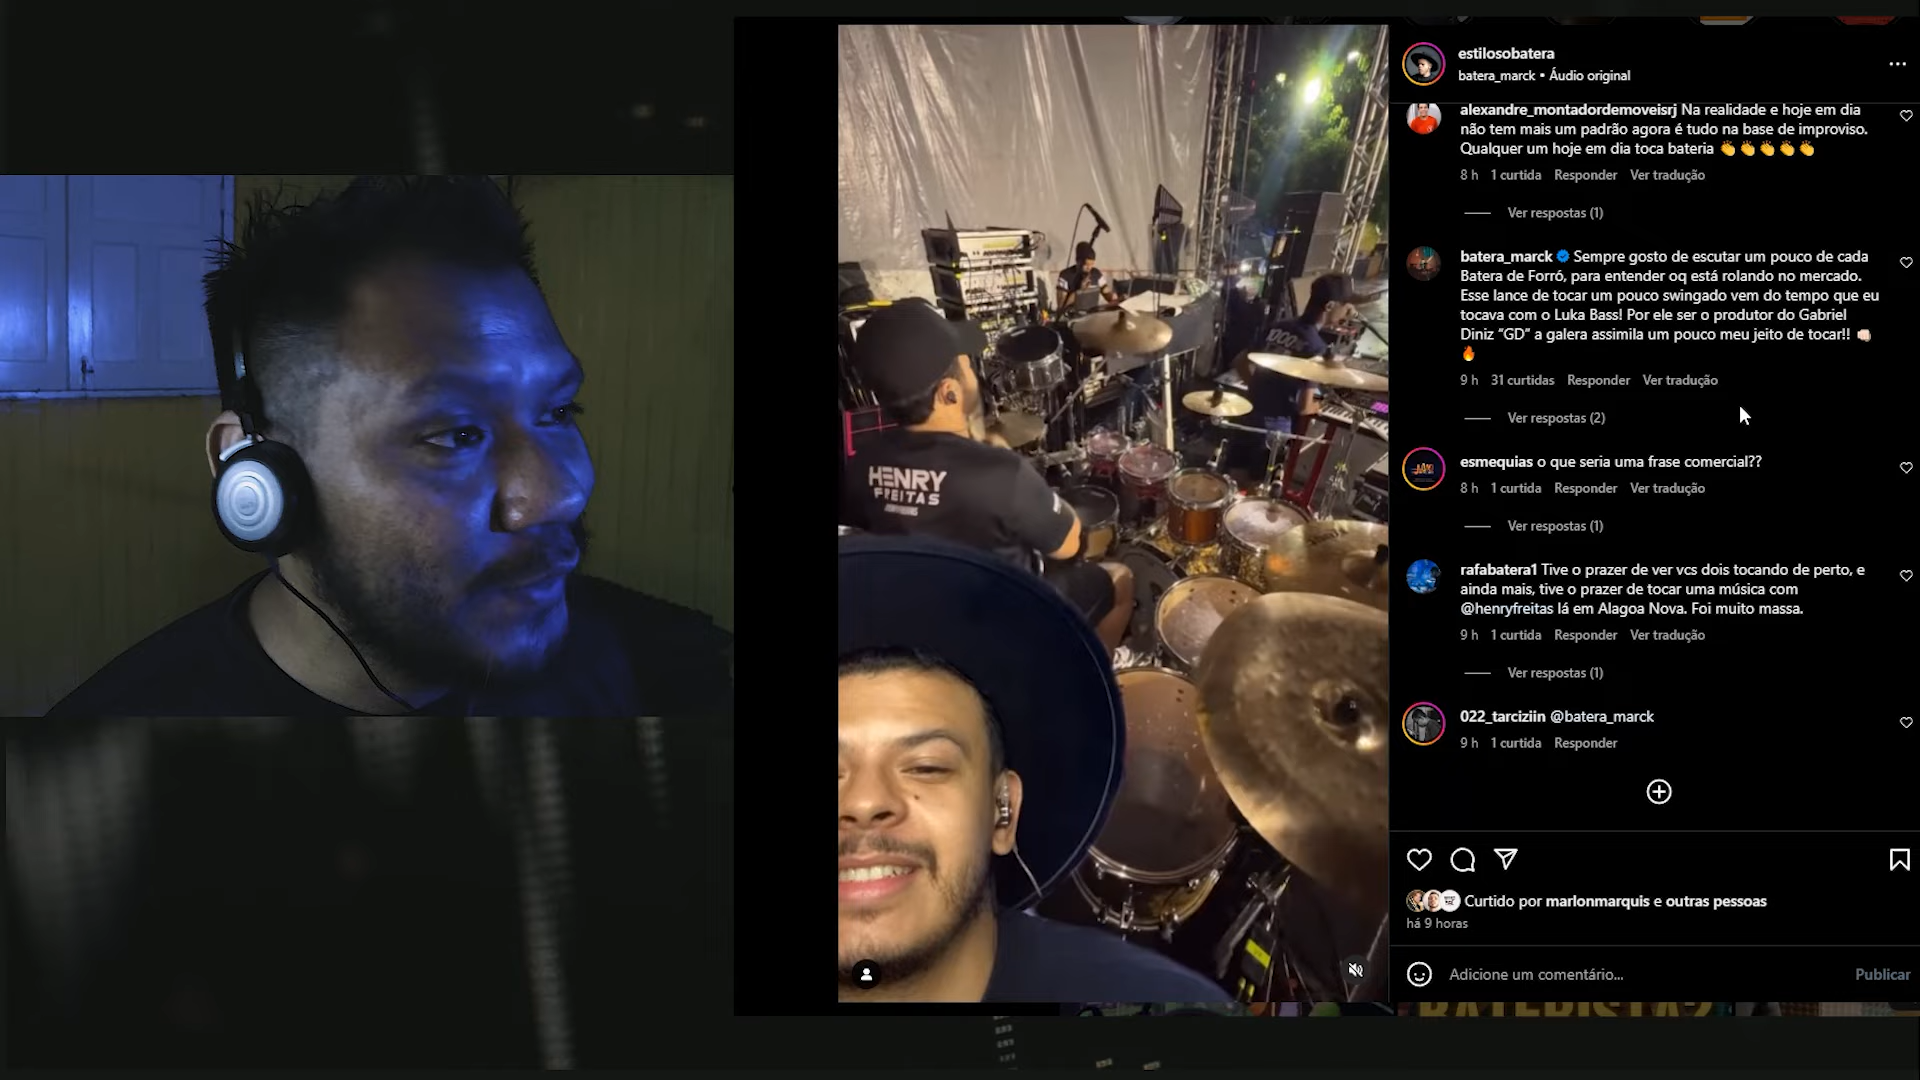 estilosobatera
batera_marck • Áudio original
alexandre_montadordemoveisrj Na realidade e hoje em dia
não tem mais um padrão agora é tudo na base de improviso.
Qualquer um hoje em dia toca bateria 👏👏👏👏👏
8 h 1 curtida Responder Ver tradução
Ver respostas (1)
batera_marck Sempre gosto de escutar um pouco de cada
Batera de Forró, para entender oq está rolando no mercado.
Esse lance de tocar um pouco swingado vem do tempo que eu
tocava com o Luka Bass! Por ele ser o produtor do Gabriel
Diniz “GD” a galera assimila um pouco meu jeito de tocar!! 👊🏻
🔥
9 h 31 curtidas Responder Ver tradução
Ver respostas (2)
esmequias o que seria uma frase comercial??
8 h 1 curtida Responder Ver tradução
Ver respostas (1)
rafabatera1 Tive o prazer de ver vcs dois tocando de perto, e
ainda mais, tive o prazer de tocar uma música com
@henryfreitas lá em Alagoa Nova. Foi muito massa.
9 h 1 curtida Responder Ver tradução
Ver respostas (1)
022_tarciziin @batera_marck
9 h 1 curtida Responder
Curtido por marlonmarquis e outras pessoas
há 9 horas
Adicione um comentário... Publicar
HENRY
FREITAS